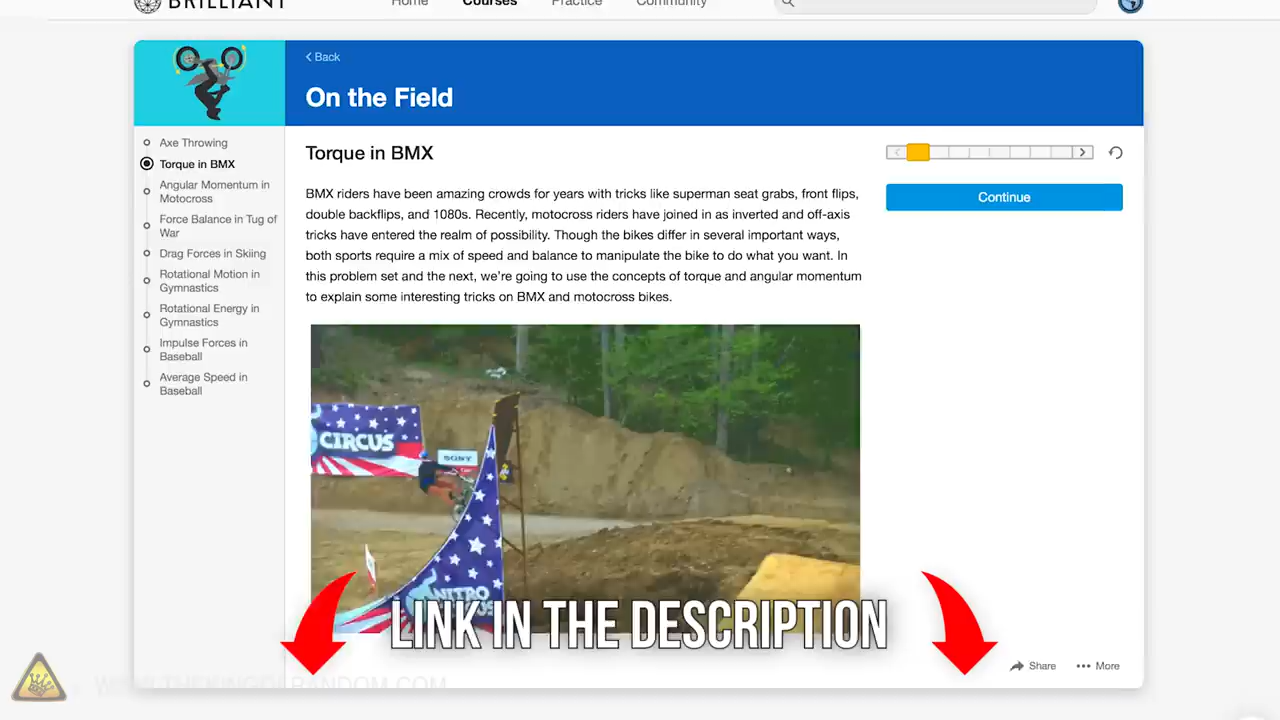 BRILLIANT
Home Courses Practice Community
Back
On the Field
Axe Throwing
Torque in BMX
Angular Momentum in
Motocross
Force Balance in Tug of
War
Drag Forces in Skiing
Rotational Motion in
Gymnastics
Rotational Energy in
Gymnastics
Impulse Forces in
Baseball
Average Speed in
Baseball
Torque in BMX
Continue
BMX riders have been amazing crowds for years with tricks like superman seat grabs, front flips,
double backflips, and 1080s. Recently, motocross riders have joined in as inverted and off-axis
tricks have entered the realm of possibility. Though the bikes differ in several important ways,
both sports require a mix of speed and balance to manipulate the bike to do what you want. In
this problem set and the next, we're going to use the concepts of torque and angular momentum
to explain some interesting tricks on BMX and motocross bikes.
CIRCUS
SONY
NITRO
CIRCUS
LINK IN THE DESCRIPTION
Share More
WWW.THEKINGOFRANDOM.COM